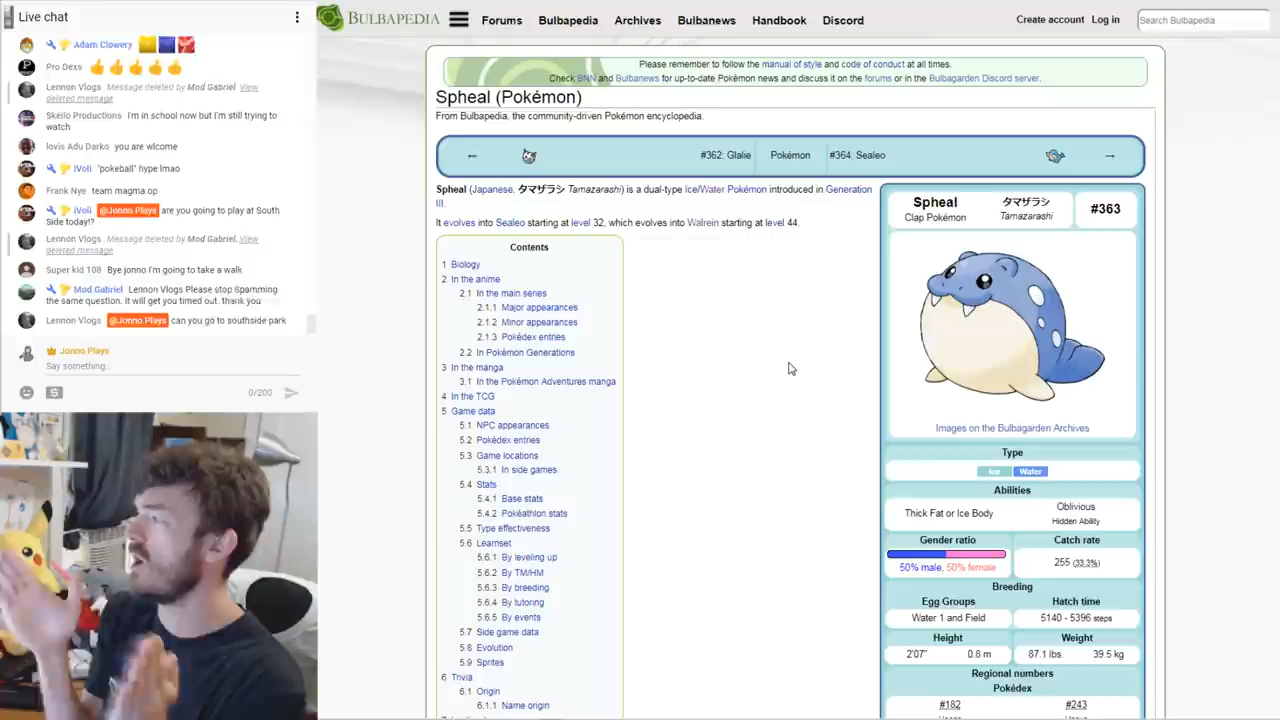 Live chat
Adam Clowery
Pro Dexs
Lennon Vlogs Message deleted by Mod Gabriel View
deleted message
Skeilo Productions I'm in school now but I'm still trying to
watch
lovis Adu Darko you are wlcome
iVoli "pokeball" hype lmao
Frank Nye team magma op
iVoli @Jonno Plays are you going to play at South
Side today!?
Lennon Vlogs Message deleted by Mod Gabriel. View
deleted message
Super kid 108 Bye jonno I'm going to take a walk
Mod Gabriel Lennon Vlogs Please stop Spamming
the same question. It will get you timed out. thank you
Lennon Vlogs @Jonno Plays can you go to southside park
Jonno Plays
Say something...
0/200
BULBAPEDIA Forums Bulbapedia Archives Bulbanews Handbook Discord Create account Log in Search Bulbapedia
Please remember to follow the manual of style and code of conduct at all times.
Check BNN and Bulbanews for up-to-date Pokémon news and discuss it on the forums or in the Bulbagarden Discord server.
Spheal (Pokémon)
From Bulbapedia, the community-driven Pokémon encyclopedia.
← #362: Glalie Pokémon #364: Sealeo →
Spheal (Japanese: タマザラシ Tamazarashi) is a dual-type Ice/Water Pokémon introduced in Generation
III.
It evolves into Sealeo starting at level 32, which evolves into Walrein starting at level 44.
Contents
1 Biology
2 In the anime
2.1 In the main series
2.1.1 Major appearances
2.1.2 Minor appearances
2.1.3 Pokédex entries
2.2 In Pokémon Generations
3 In the manga
3.1 In the Pokémon Adventures manga
4 In the TCG
5 Game data
5.1 NPC appearances
5.2 Pokédex entries
5.3 Game locations
5.3.1 In side games
5.4 Stats
5.4.1 Base stats
5.4.2 Pokéathlon stats
5.5 Type effectiveness
5.6 Learnset
5.6.1 By leveling up
5.6.2 By TM/HM
5.6.3 By breeding
5.6.4 By tutoring
5.6.5 By events
5.7 Side game data
5.8 Evolution
5.9 Sprites
6 Trivia
6.1 Origin
6.1.1 Name origin
Spheal タマザラシ #363
Clap Pokémon Tamazarashi
Images on the Bulbagarden Archives
Type
Ice Water
Abilities
Thick Fat or Ice Body Oblivious
Hidden Ability
Gender ratio Catch rate
50% male, 50% female 255 (33.3%)
Breeding
Egg Groups Hatch time
Water 1 and Field 5140 - 5396 steps
Height Weight
2'07" 0.8 m 87.1 lbs. 39.5 kg
Regional numbers
Pokédex
#182 #243